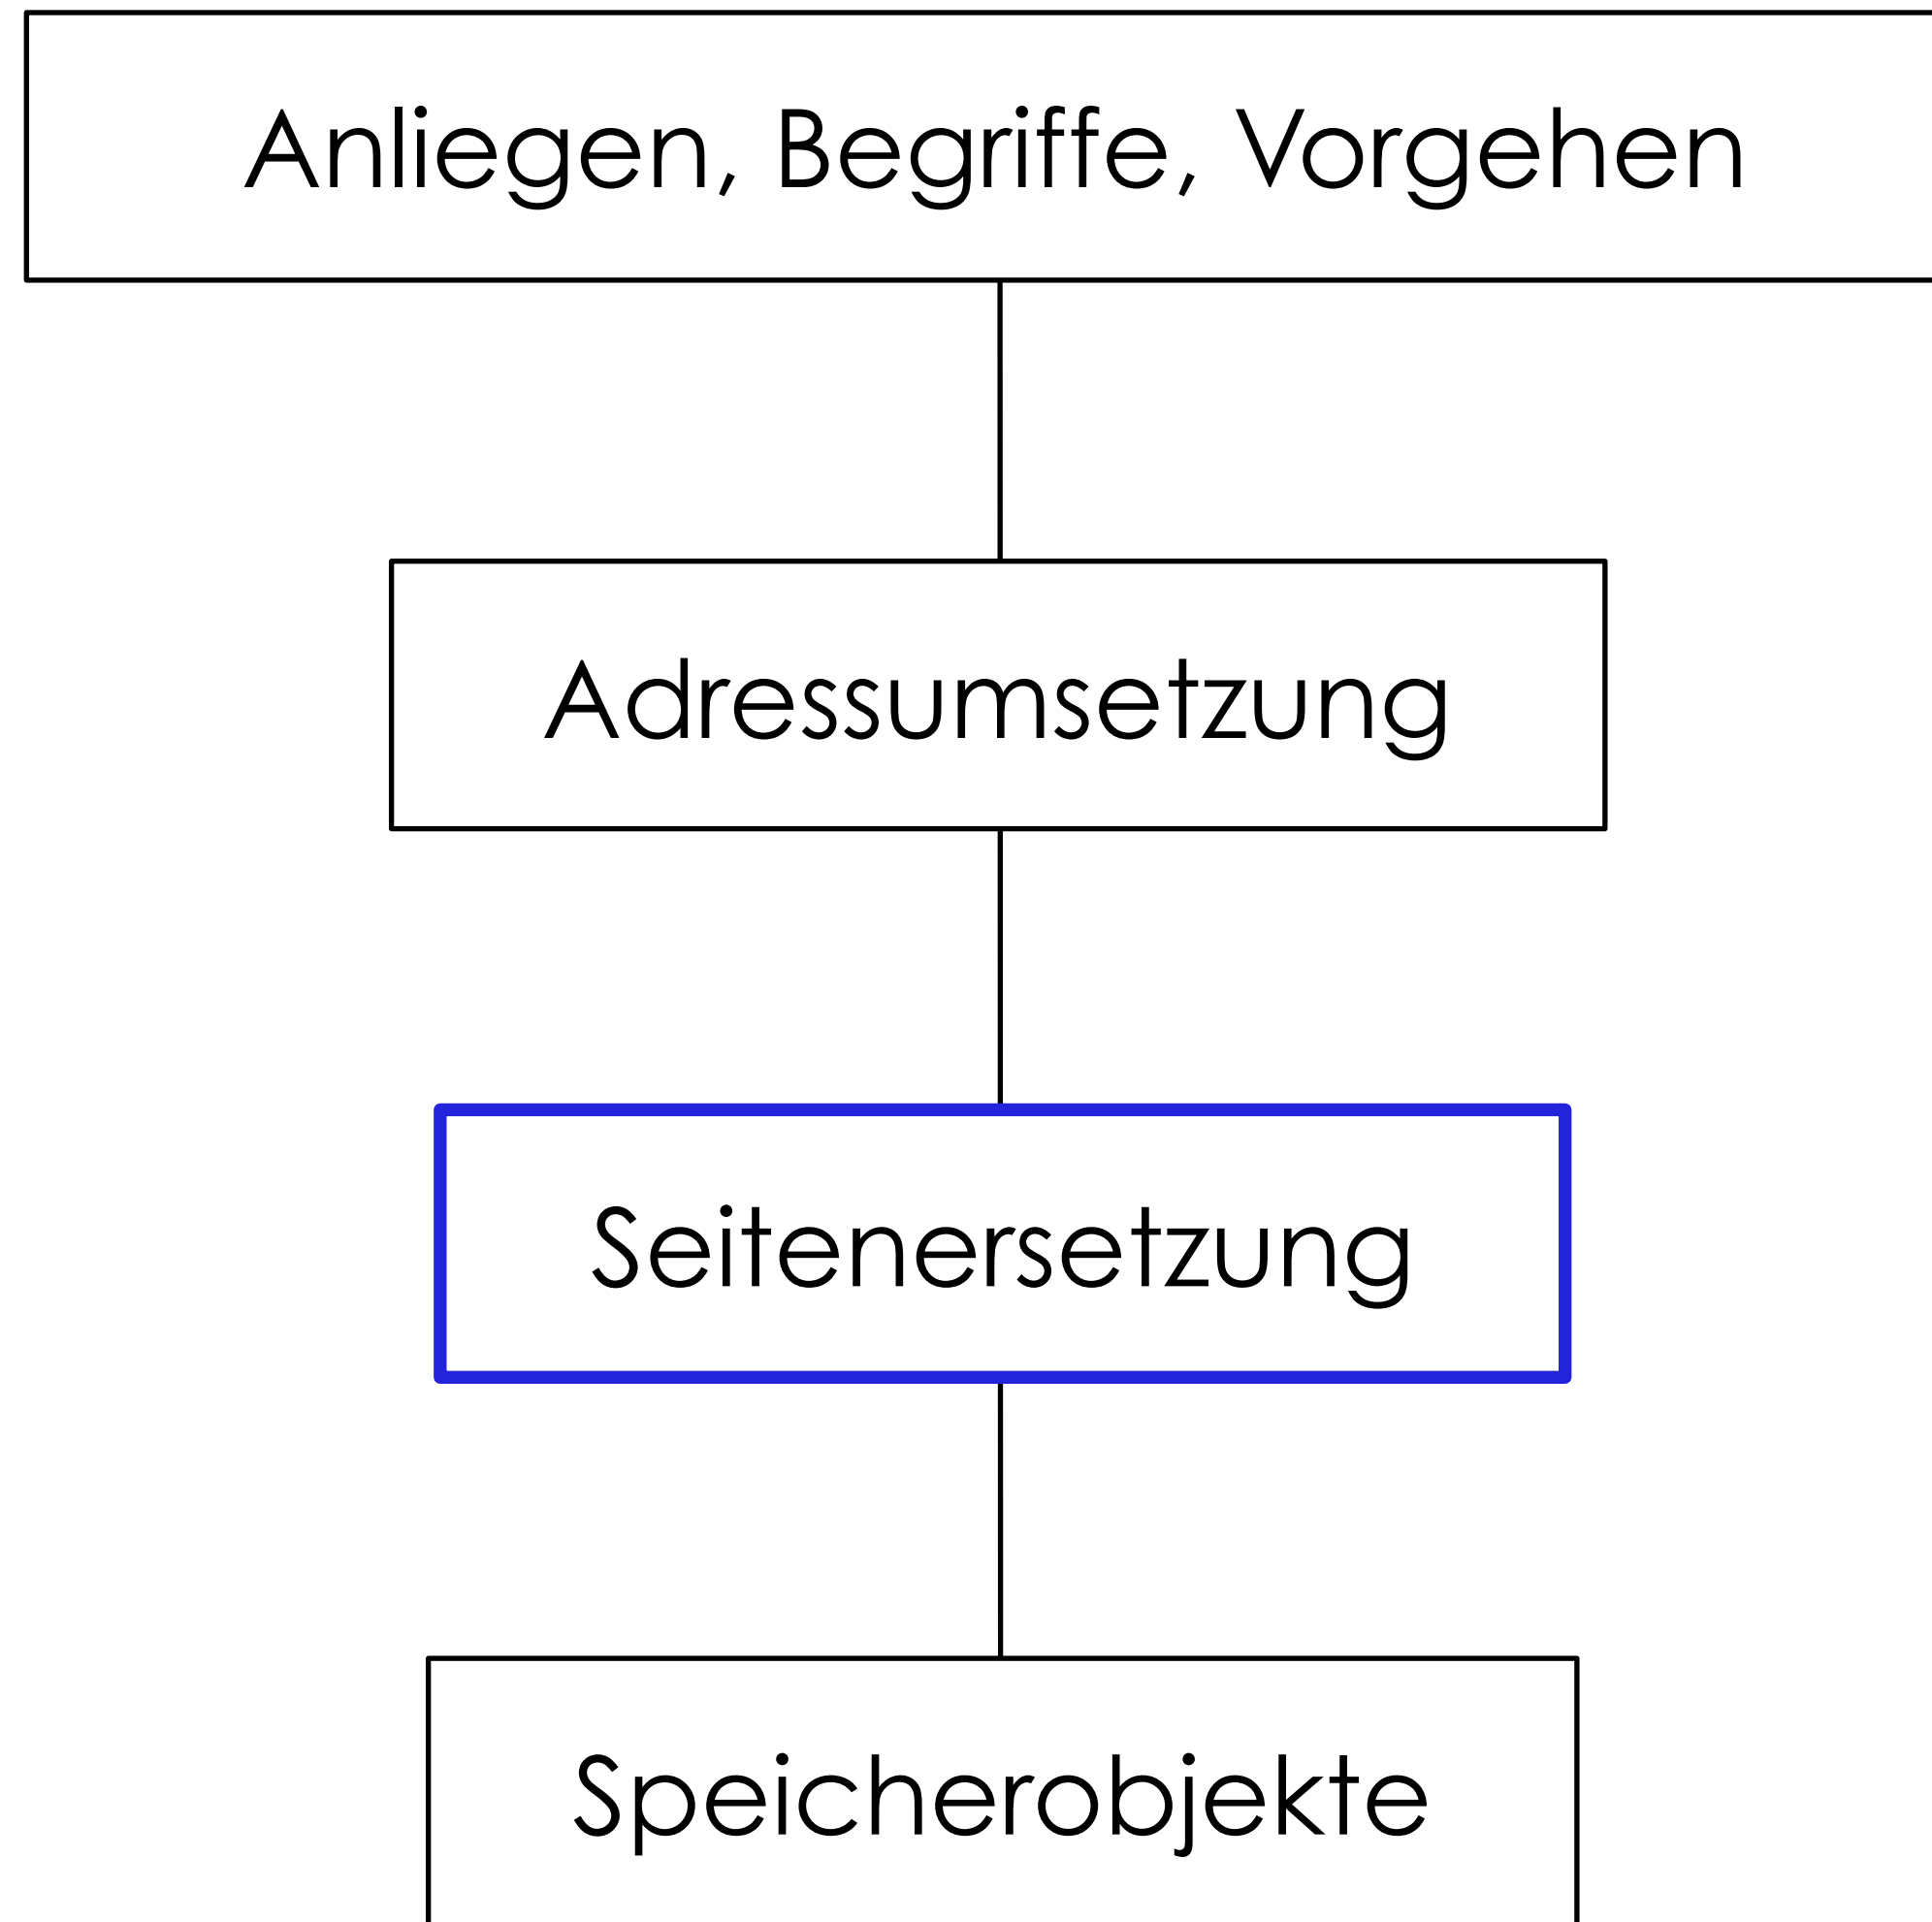 Anliegen, Begriffe, Vorgehen
Adressumsetzung
Seitenersetzung
Speicherobjekte